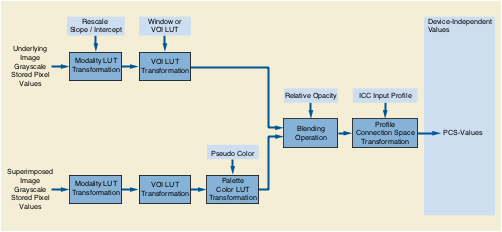 Rescale
Slope / Intercept
Window or
VOI LUT
Device-Independent
Values
Underlying
Image
Grayscale
Stored Pixel
Values
Modality LUT
Transformation
VOI LUT
Transformation
Relative Opacity
ICC Input Profile
Blending
Operation
Profile
Connection Space
Transformation
PCS-Values
Pseudo Color
Superimposed
Image
Grayscale
Stored Pixel
Values
Modality LUT
Transformation
VOI LUT
Transformation
Palette
Color LUT
Transformation